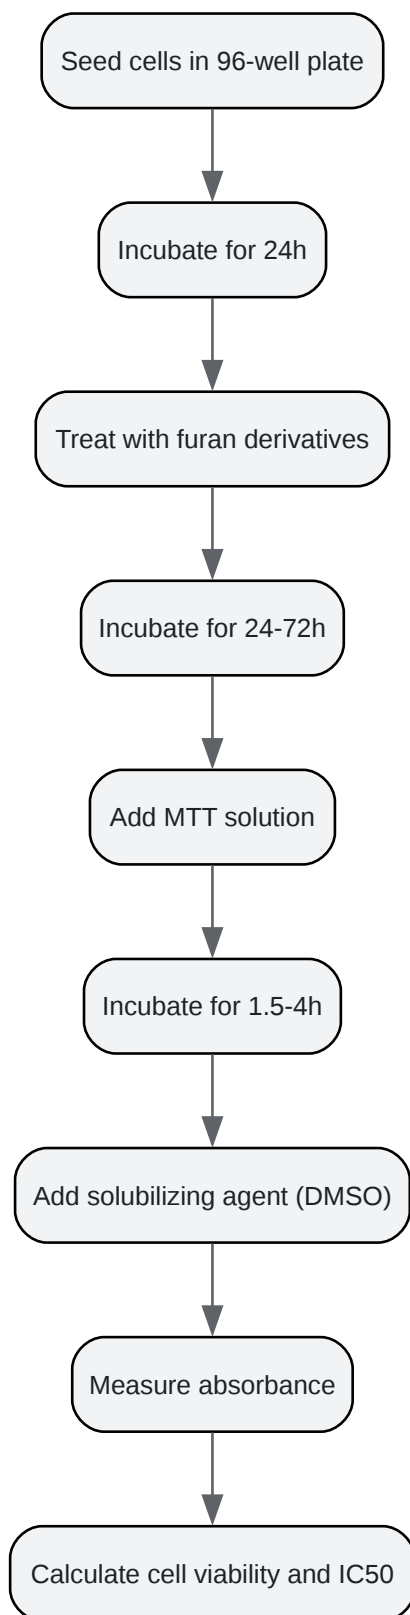 Seed cells in 96-well plate
Incubate for 24h
Treat with furan derivatives
Incubate for 24-72h
Add MTT solution
Incubate for 1.5-4h
Add solubilizing agent (DMSO)
Measure absorbance
Calculate cell viability and IC50